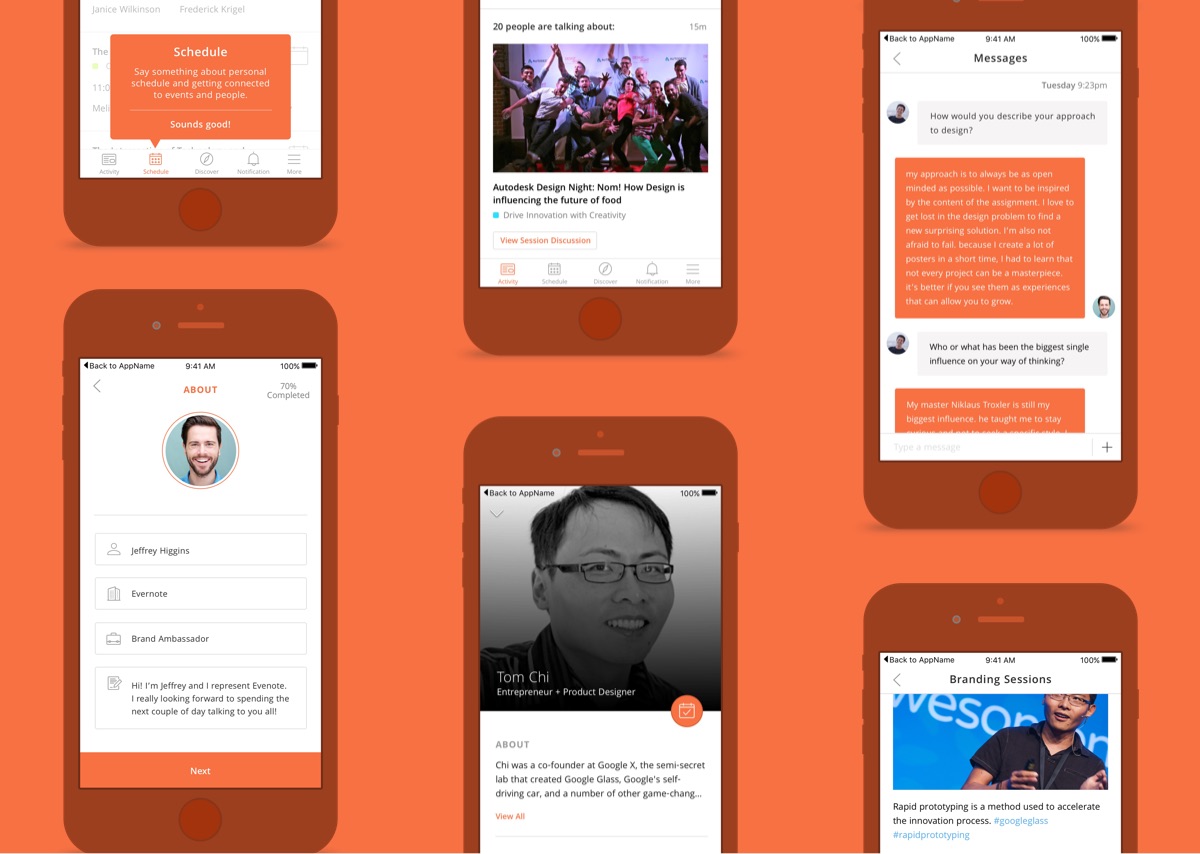 Janice Wilkinson Frederick Krigel
The
Schedule
Say something about personal
schedule and getting connected
to events and people.
Sounds good!
11:0
Meli
Activity Schedule Discover Notification More
Back to AppName 9:41 AM 100%
ABOUT
70%
Completed
Jeffrey Higgins
Evernote
Brand Ambassador
Hi! I'm Jeffrey and I represent Evenote.
I really looking forward to spending the
next couple of day talking to you all!
Next
20 people are talking about: 15m
Autodesk Design Night: Nom! How Design is
influencing the future of food
Drive Innovation with Creativity
View Session Discussion
Activity Schedule Discover Notification More
Back to AppName 100%
Tom Chi
Entrepreneur + Product Designer
ABOUT
Chi was a co-founder at Google X, the semi-secret
lab that created Google Glass, Google's self-
driving car, and a number of other game-chang...
View All
Back to AppName 9:41 AM 100%
Messages
Tuesday 9:23pm
How would you describe your approach
to design?
my approach is to always be as open
minded as possible. I want to be inspired
by the content of the assignment. I love to
get lost in the design problem to find a
new surprising solution. I'm also not
afraid to fail. because I create a lot of
posters in a short time, I had to learn that
not every project can be a masterpiece.
it's better if you see them as experiences
that can allow you to grow.
Who or what has been the biggest single
influence on your way of thinking?
My master Niklaus Troxler is still my
biggest influence. he taught me to stay
Type a message
Back to AppName 9:41 AM 100%
Branding Sessions
Rapid prototyping is a method used to accelerate
the innovation process. #googleglass
#rapidprototyping